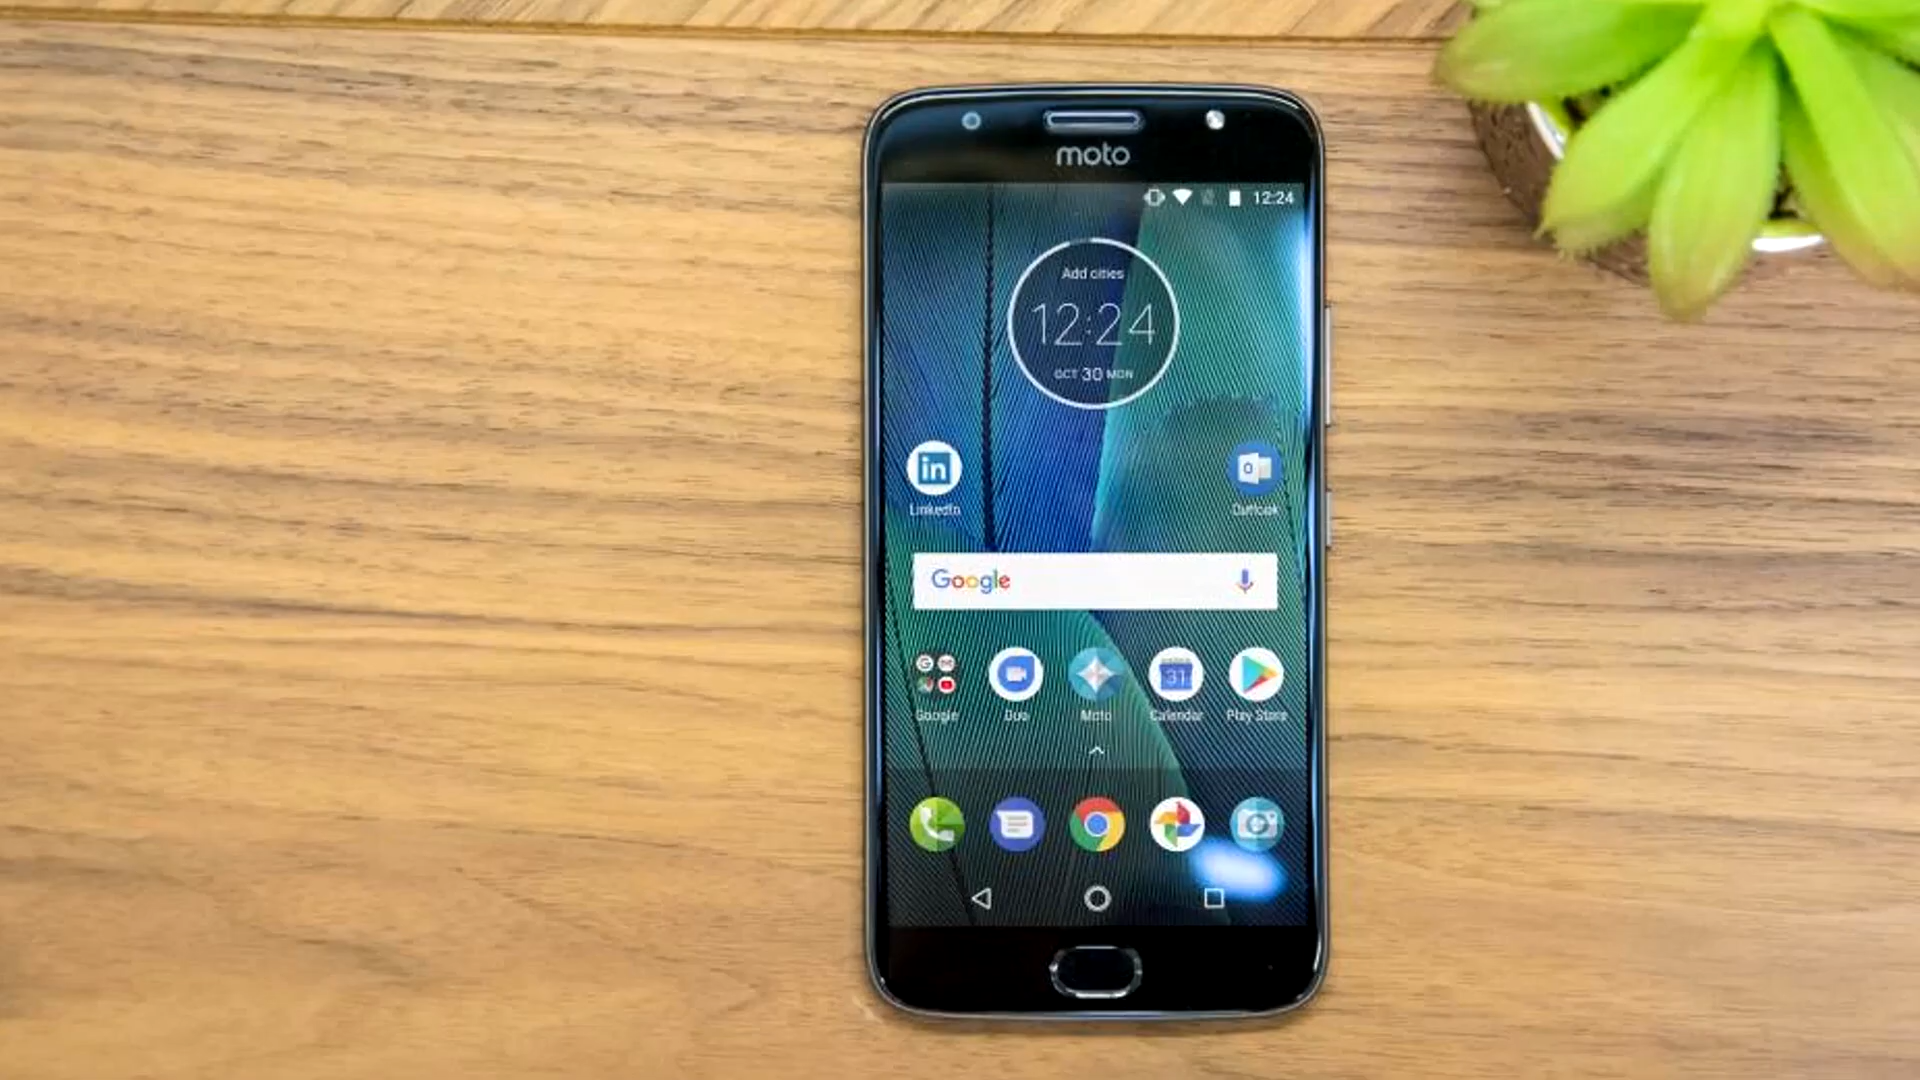 moto
12:24
Add cities
12:24
OCT 30 MON
in
LinkedIn
Outlook
Google
31
Google
Duo
Moto
Calendar
Play Store